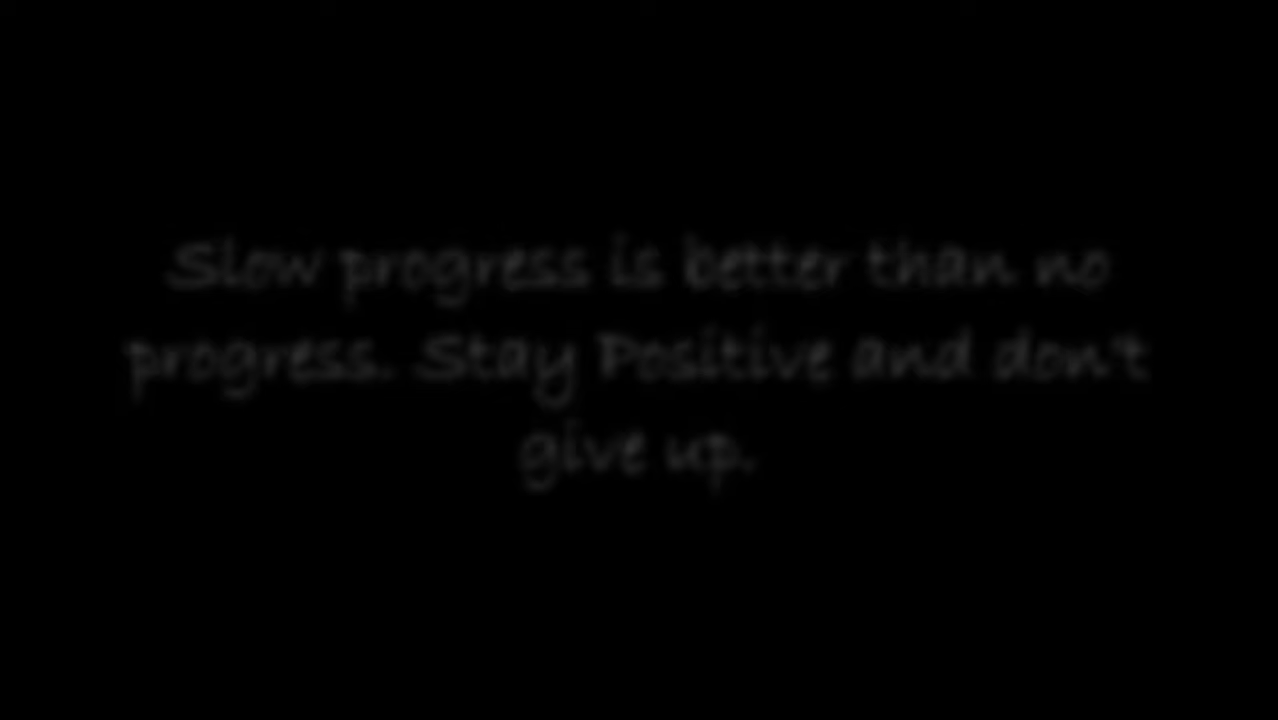 Slow progress is better than no
progress. Stay Positive and don't
give up.